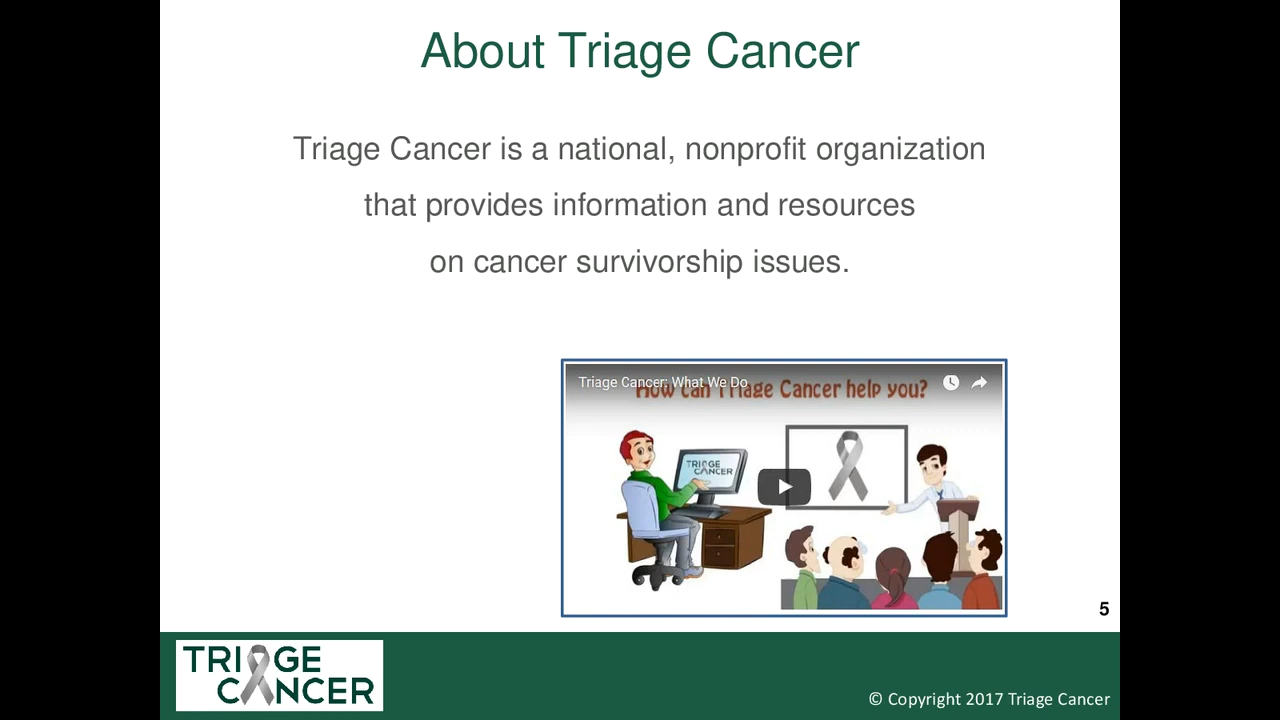 About Triage Cancer
Triage Cancer is a national, nonprofit organization
that provides information and resources
on cancer survivorship issues.
Triage Cancer: What We Do
How can Triage Cancer help you?
TRIAGE
CANCER
5
TRIAGE
CANCER
© Copyright 2017 Triage Cancer